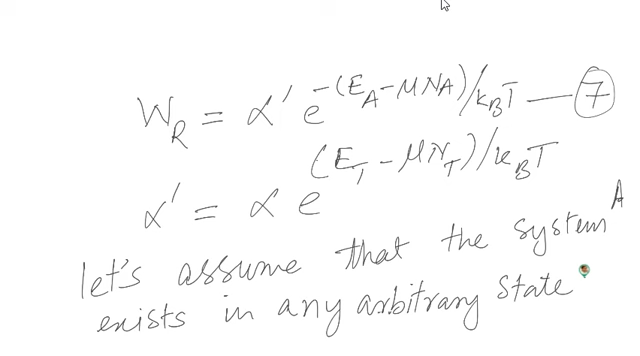 W_R = α' e^{-(E_A - μN_A)/k_BT} — ⑦
α' = α e^{(E_T - μN_T)/k_BT}
let's assume that the system A
exists in any arbitrary state